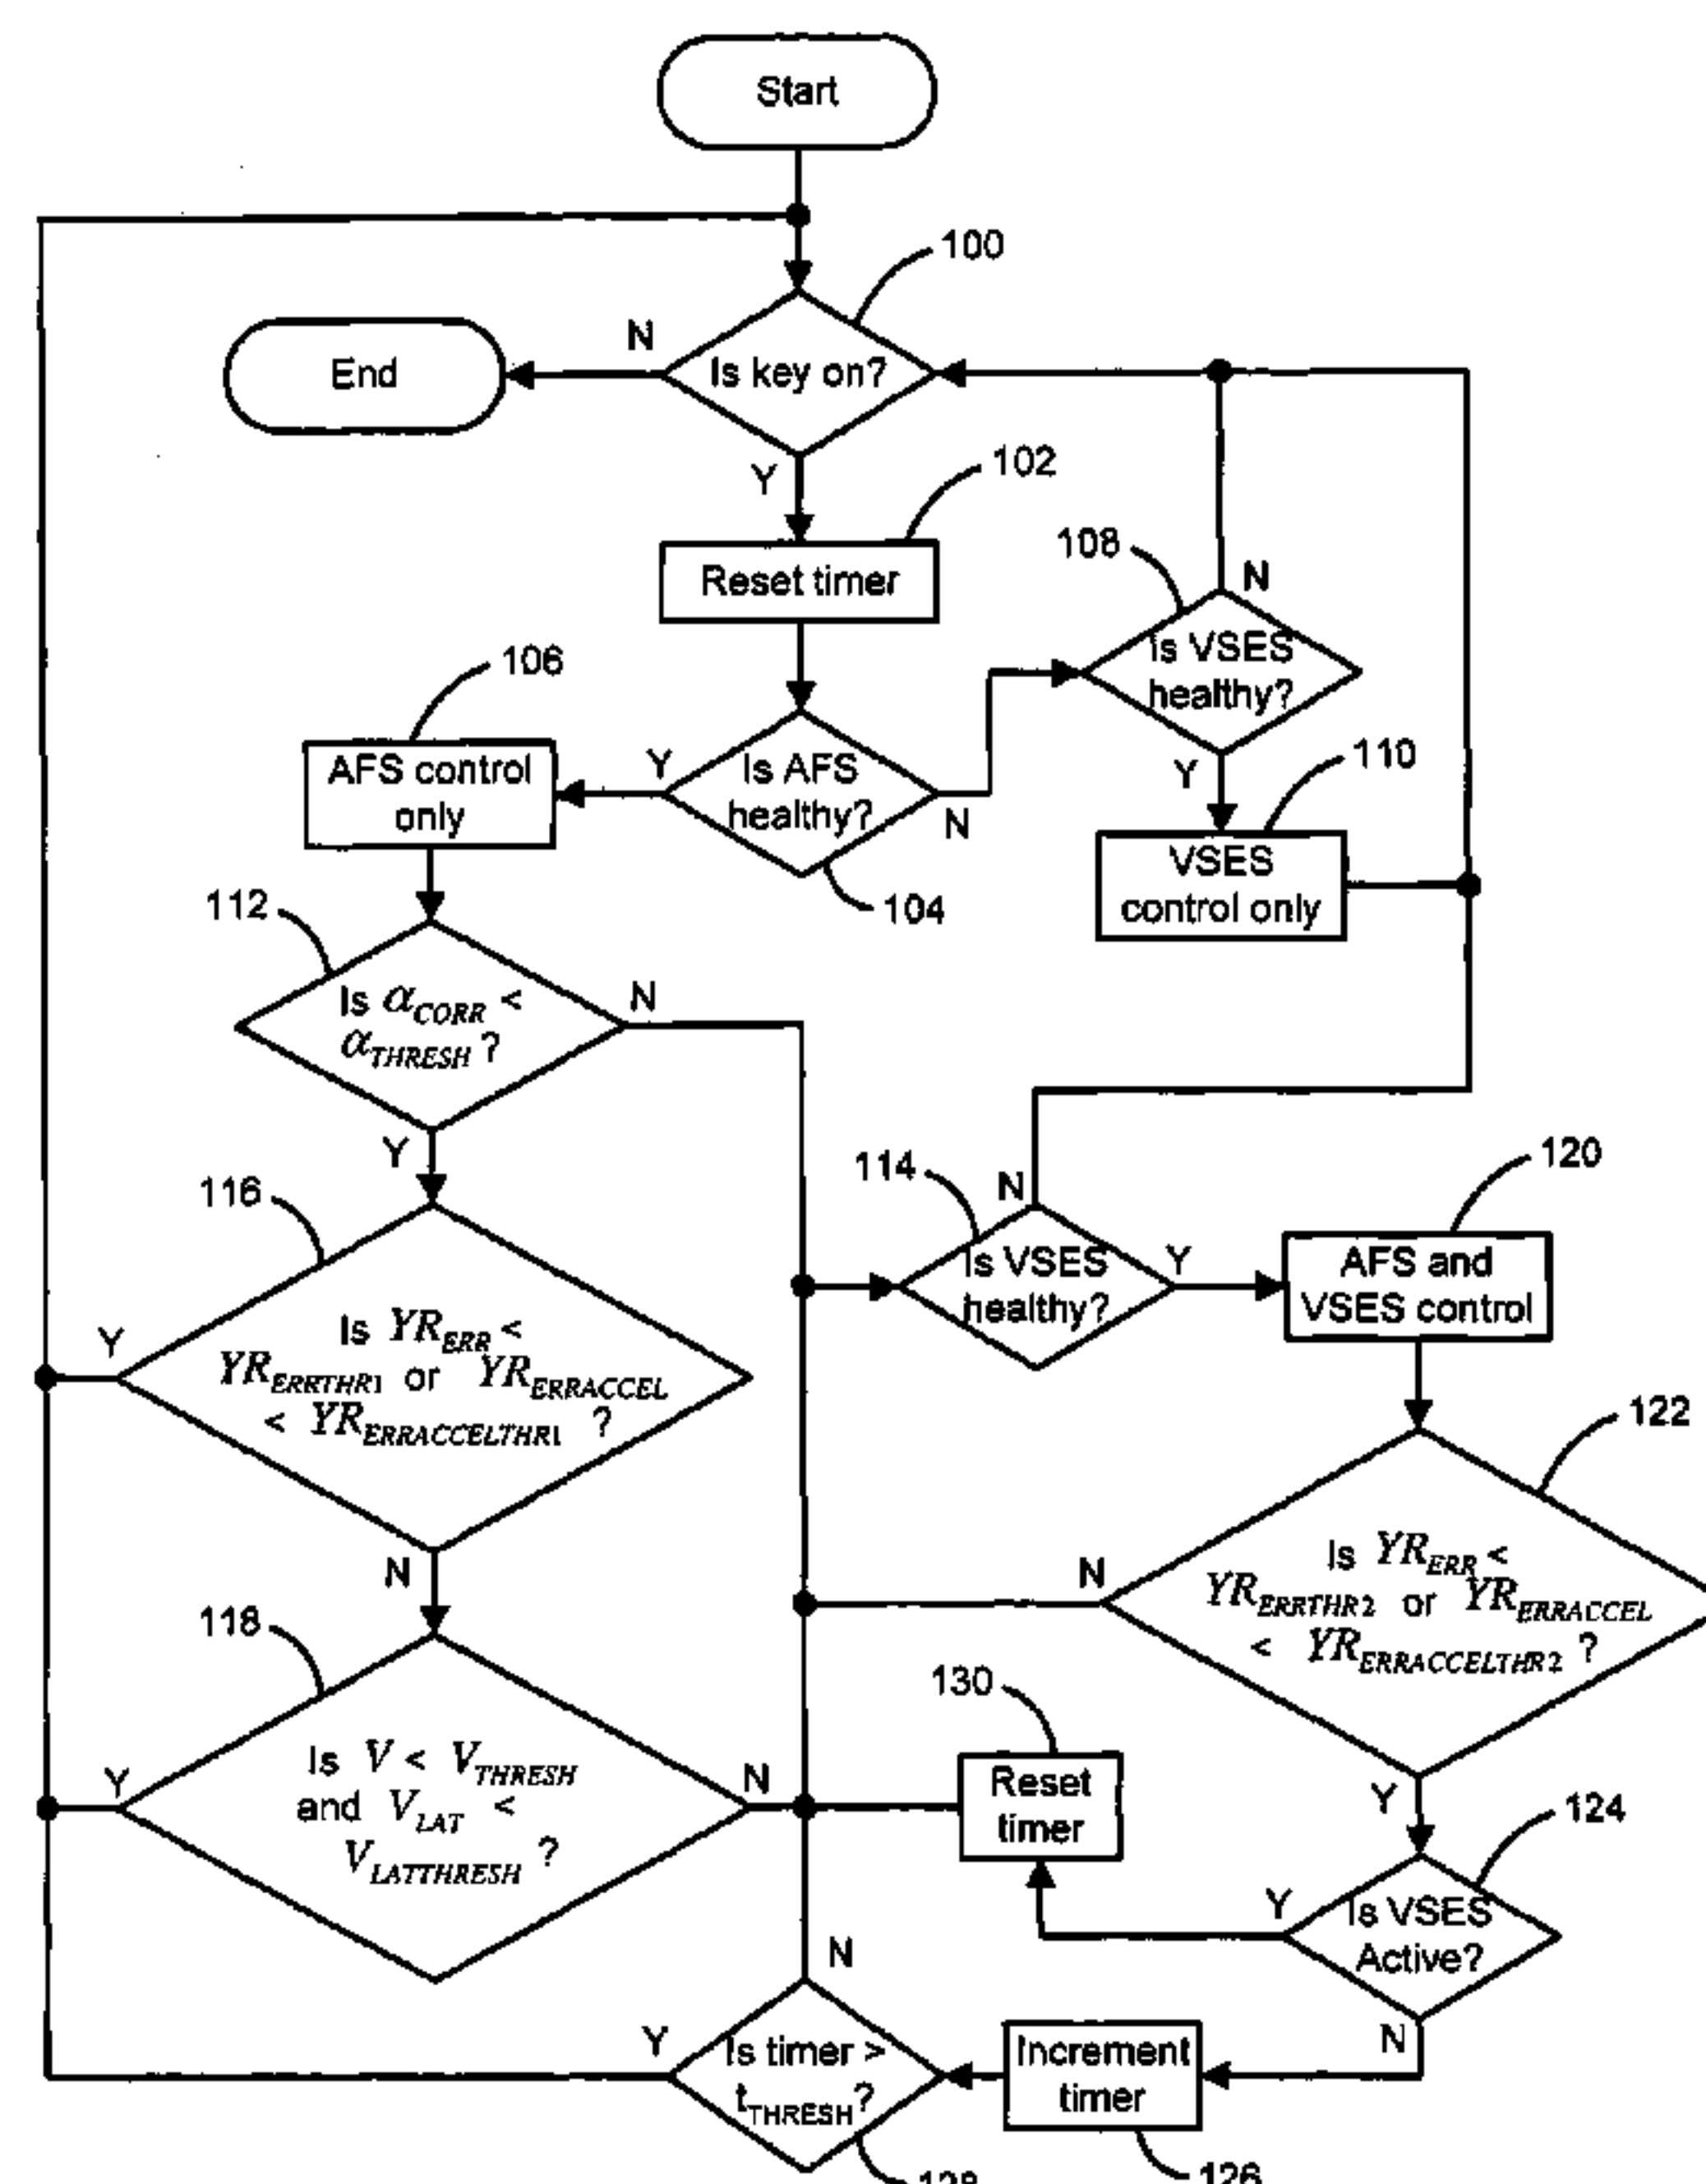 Start
100
N
End
Is key on?
Y
102
108
Reset timer
N
106
Is VSES
healthy?
AFS control
only
Y
Is AFS
healthy?
N
Y
110
VSES
control only
112
104
Is α_CORR <
α_THRESH ?
N
Y
116
114
N
120
Is VSES
healthy?
Y
AFS and
VSES control
Y
Is YR_ERR <
YR_ERRTHR1 or YR_ERRACCEL
< YR_ERRACCELTHR1 ?
122
N
N
Is YR_ERR <
YR_ERRTHR2 or YR_ERRACCEL
< YR_ERRACCELTHR2 ?
118
130
Y
Is V < V_THRESH
and V_LAT <
V_LATTHRESH ?
N
Reset
timer
Y
124
Y
Is VSES
Active?
N
N
Y
Is timer >
t_THRESH?
Increment
timer
128
126